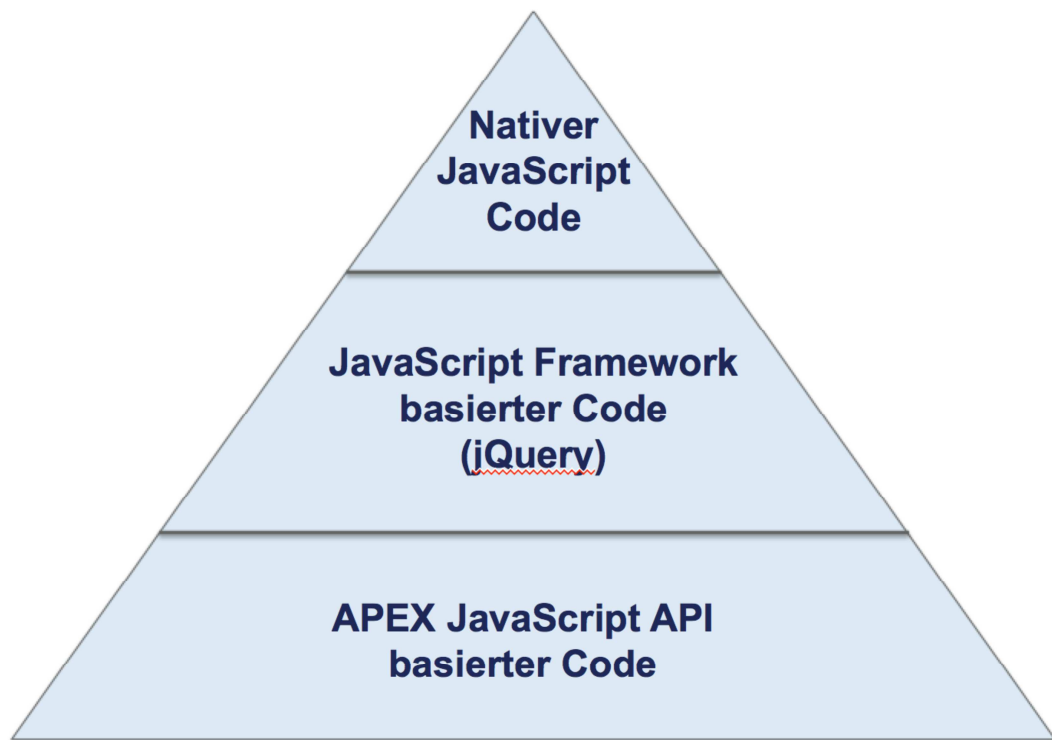 Nativer
JavaScript
Code
JavaScript Framework
basierter Code
(jQuery)
APEX JavaScript API
basierter Code